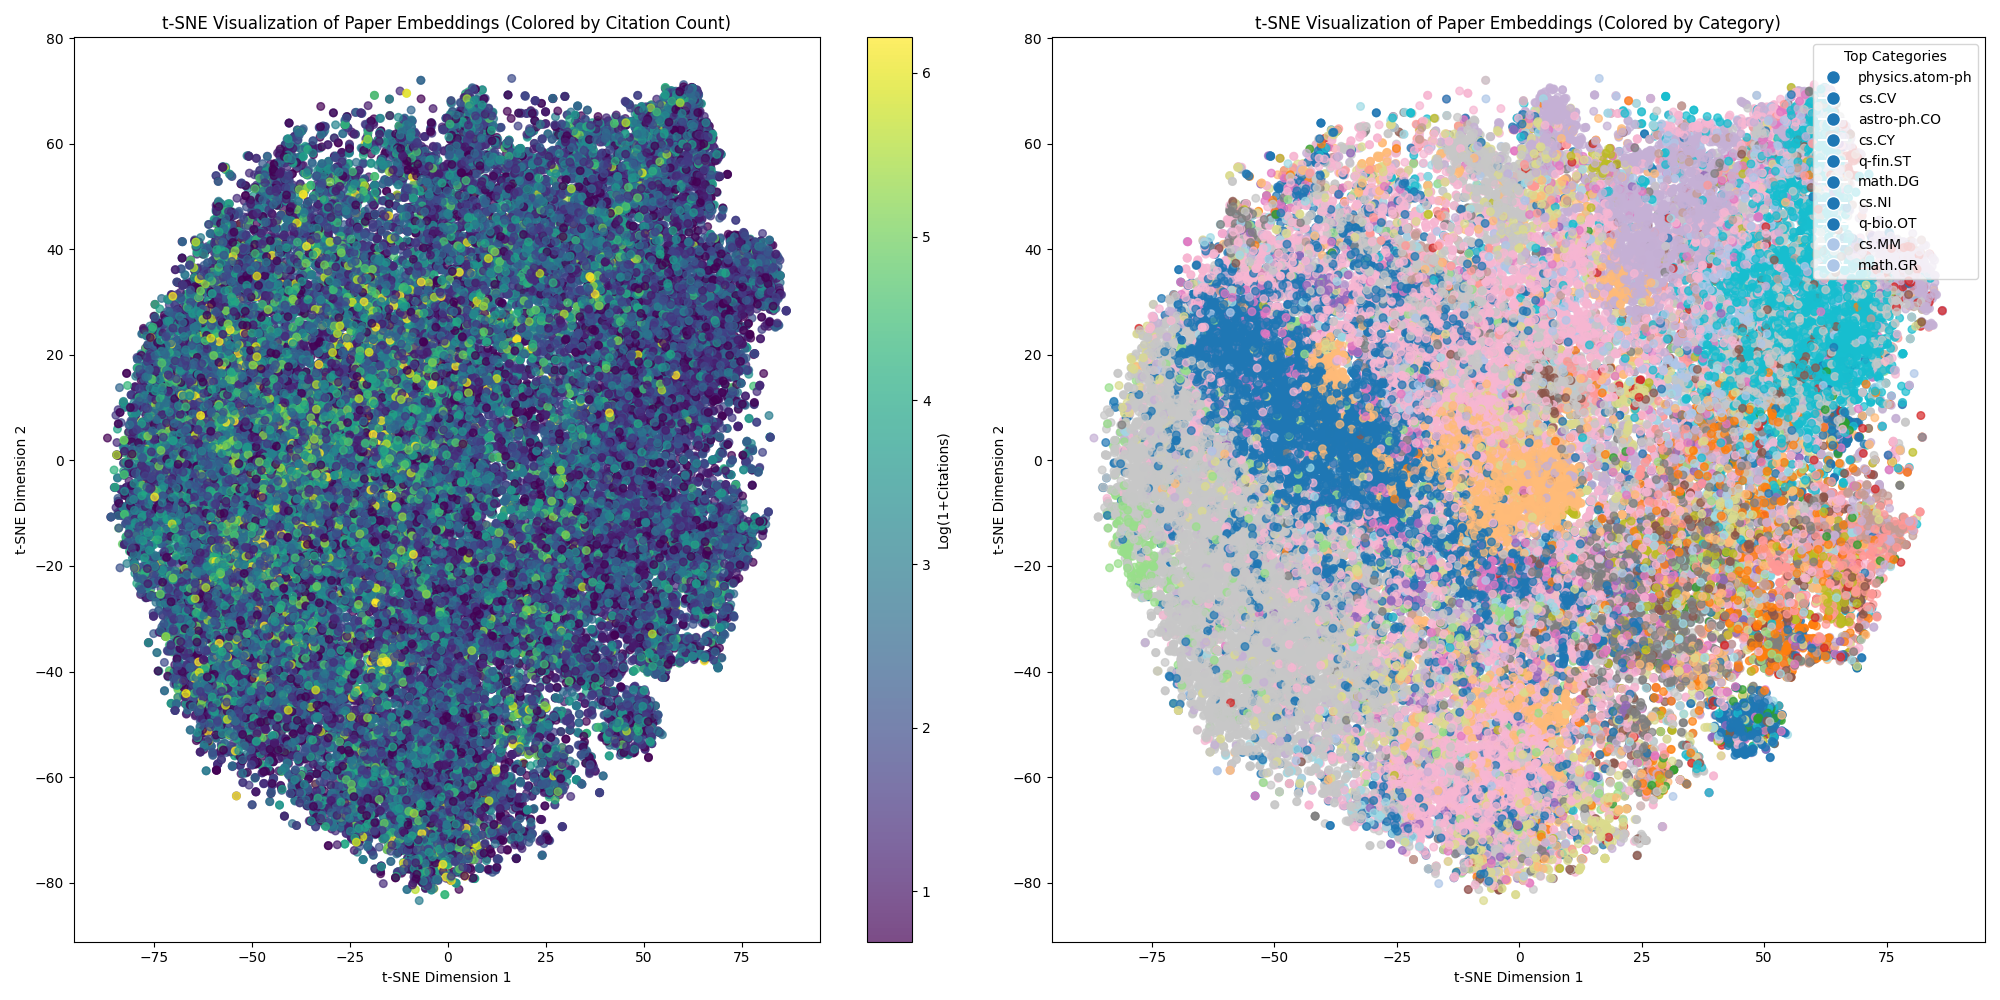 t-SNE Visualization of Paper Embeddings (Colored by Citation Count)
80
60
40
20
0
−20
−40
−60
−80
t-SNE Dimension 2
−75
−50
−25
0
25
50
75
t-SNE Dimension 1
6
5
4
3
2
1
Log(1+Citations)
t-SNE Visualization of Paper Embeddings (Colored by Category)
80
60
40
20
0
−20
−40
−60
−80
t-SNE Dimension 2
−75
−50
−25
0
25
50
75
t-SNE Dimension 1
Top Categories
physics.atom-ph
cs.CV
astro-ph.CO
cs.CY
q-fin.ST
math.DG
cs.NI
q-bio.OT
cs.MM
math.GR